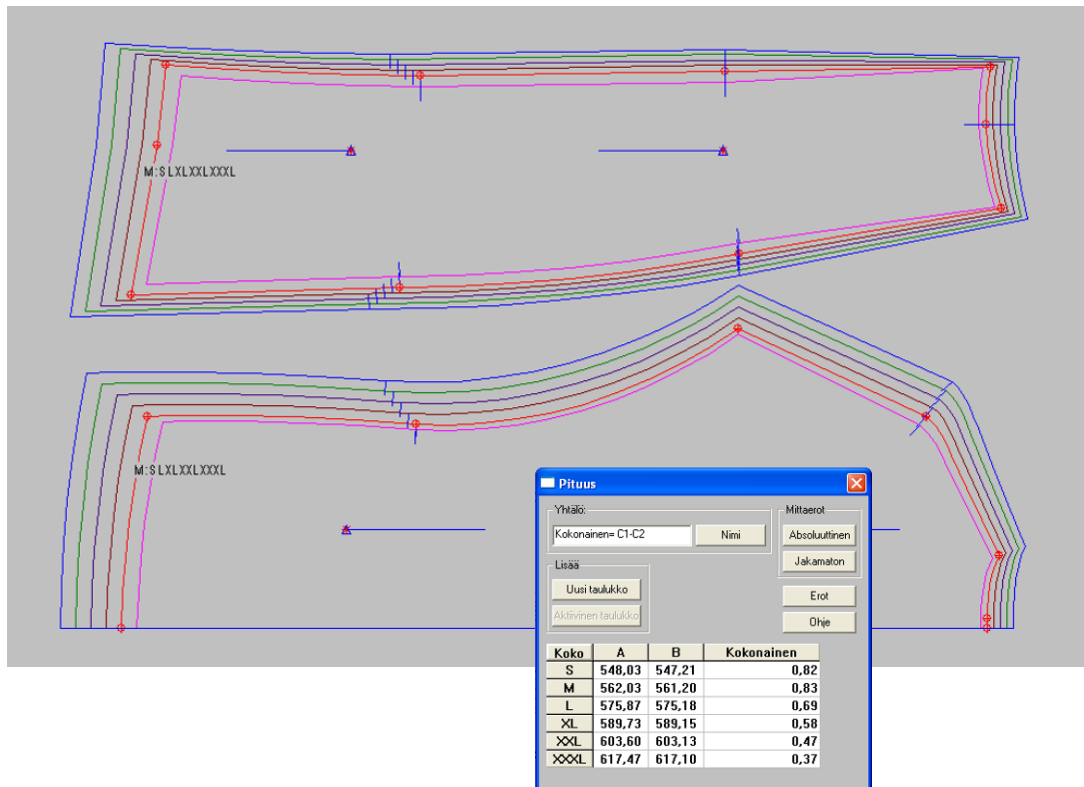 M:SLXLXXLXXXL
M:SLXLXXLXXXL
Pituus
Yhtälö:
Kokonainen= C1-C2
Nimi
Mittaerot
Absoluuttinen
Jakamaton
Lisää
Uusi taulukko
Aktiivinen taulukko
Erot
Ohje
Koko A B Kokonainen
S 548,03 547,21 0,82
M 562,03 561,20 0,83
L 575,87 575,18 0,69
XL 589,73 589,15 0,58
XXL 603,60 603,13 0,47
XXXL 617,47 617,10 0,37